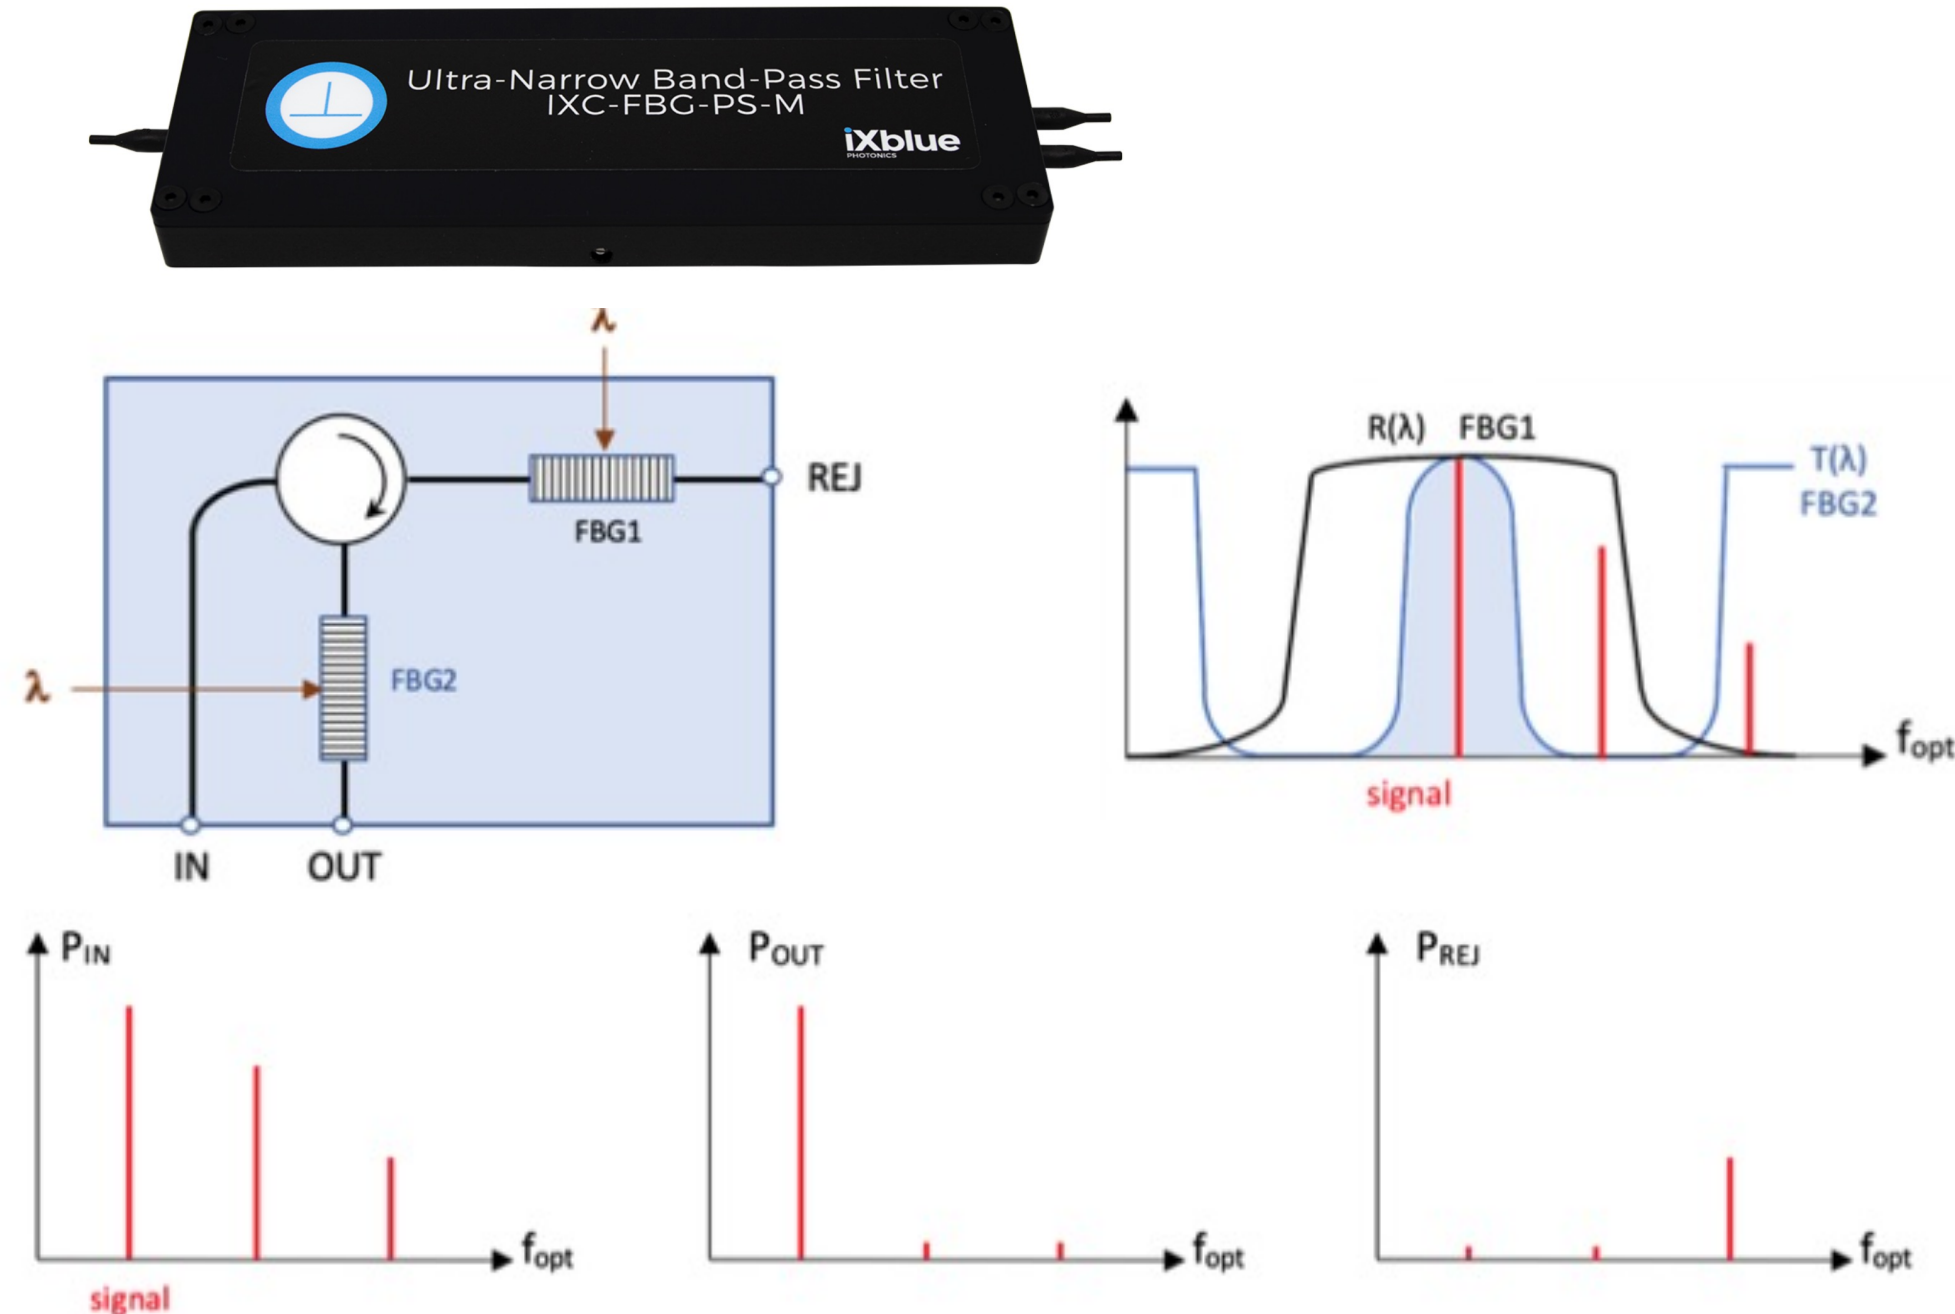 Ultra-Narrow Band-Pass Filter
IXC-FBG-PS-M
iXblue
PHOTONICS
λ
REJ
FBG1
λ
FBG2
IN
OUT
R(λ) FBG1
T(λ)
FBG2
fopt
signal
PIN
fopt
signal
POUT
fopt
PREJ
fopt